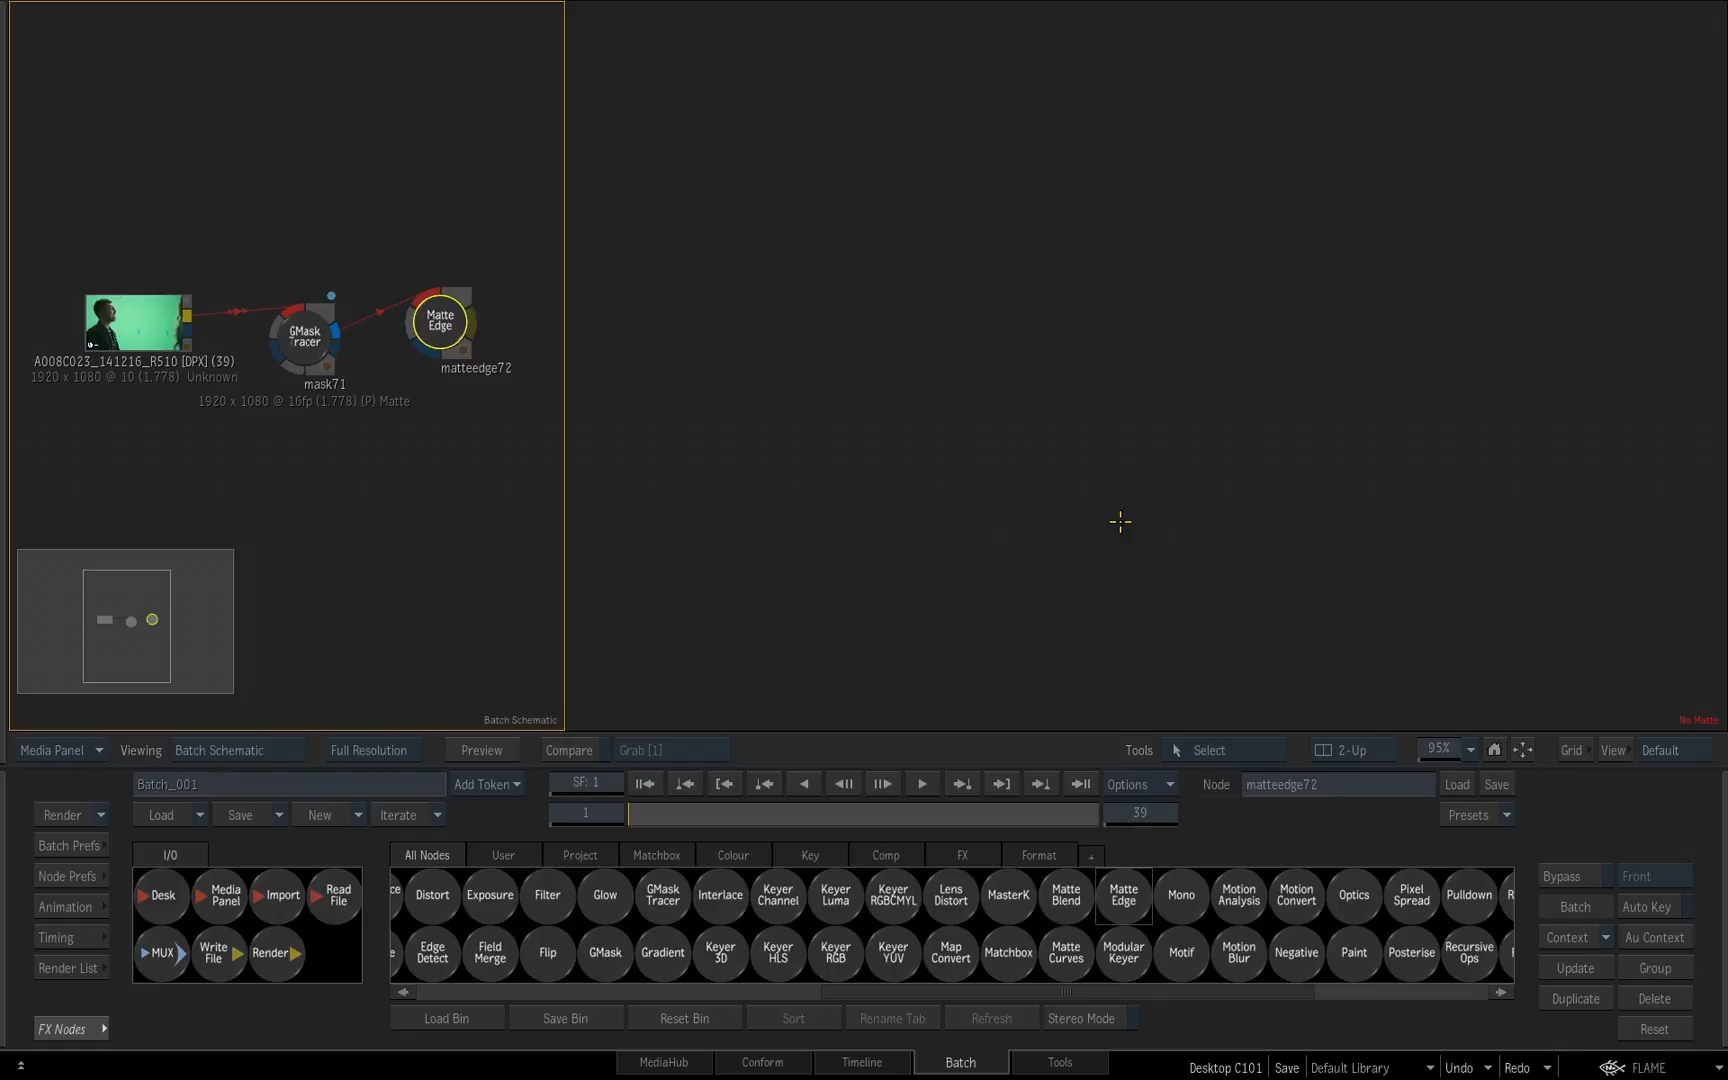 GMask
Tracer
Matte
Edge
A008C023_141216_R510 [DPX] (39)
1920 x 1080 @ 10 (1.778) Unknown
matteedge72
mask71
1920 x 1080 @ 16fp (1.778) (P) Matte
Batch Schematic
No Matte
Media Panel Viewing Batch Schematic Full Resolution Preview Compare Grab [1] Tools Select 2-Up 95% Grid View Default
Batch_001 Add Token SF: 1 Options Node matteedge72 Load Save
Render Load Save New Iterate 1 39 Presets
Batch Prefs
I/O All Nodes User Project Matchbox Colour Key Comp FX Format +
Node Prefs
Animation
Timing
Render List
FX Nodes
Desk Media Panel Import Read File
MUX Write File Render
ce Distort Exposure Filter Glow GMask Tracer Interlace Keyer Channel Keyer Luma Keyer RGBCMYL Lens Distort MasterK Matte Blend Matte Edge Mono Motion Analysis Motion Convert Optics Pixel Spread Pulldown R
e Edge Detect Field Merge Flip GMask Gradient Keyer 3D Keyer HLS Keyer RGB Keyer YUV Map Convert Matchbox Matte Curves Modular Keyer Motif Motion Blur Negative Paint Posterise Recursive Ops
Bypass Front
Batch Auto Key
Context Au Context
Update Group
Duplicate Delete
Reset
Load Bin Save Bin Reset Bin Sort Rename Tab Refresh Stereo Mode
MediaHub Conform Timeline Batch Tools Desktop C101 Save Default Library Undo Redo FLAME